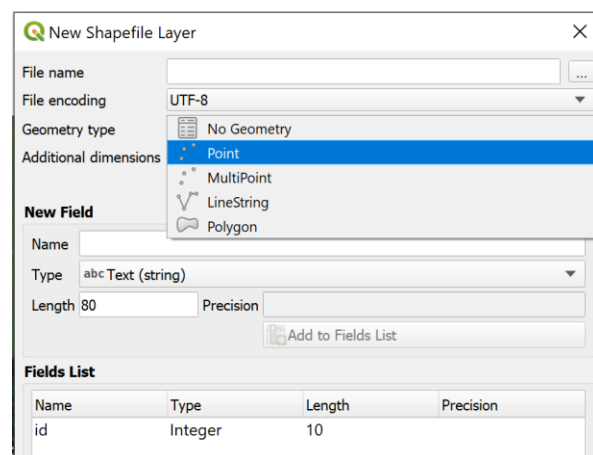 New Shapefile Layer
File name
...
File encoding UTF-8
Geometry type No Geometry
Point
Additional dimensions
MultiPoint
LineString
Polygon
New Field
Name
Type abc Text (string)
Length 80 Precision
Add to Fields List
Fields List
Name Type Length Precision
id Integer 10